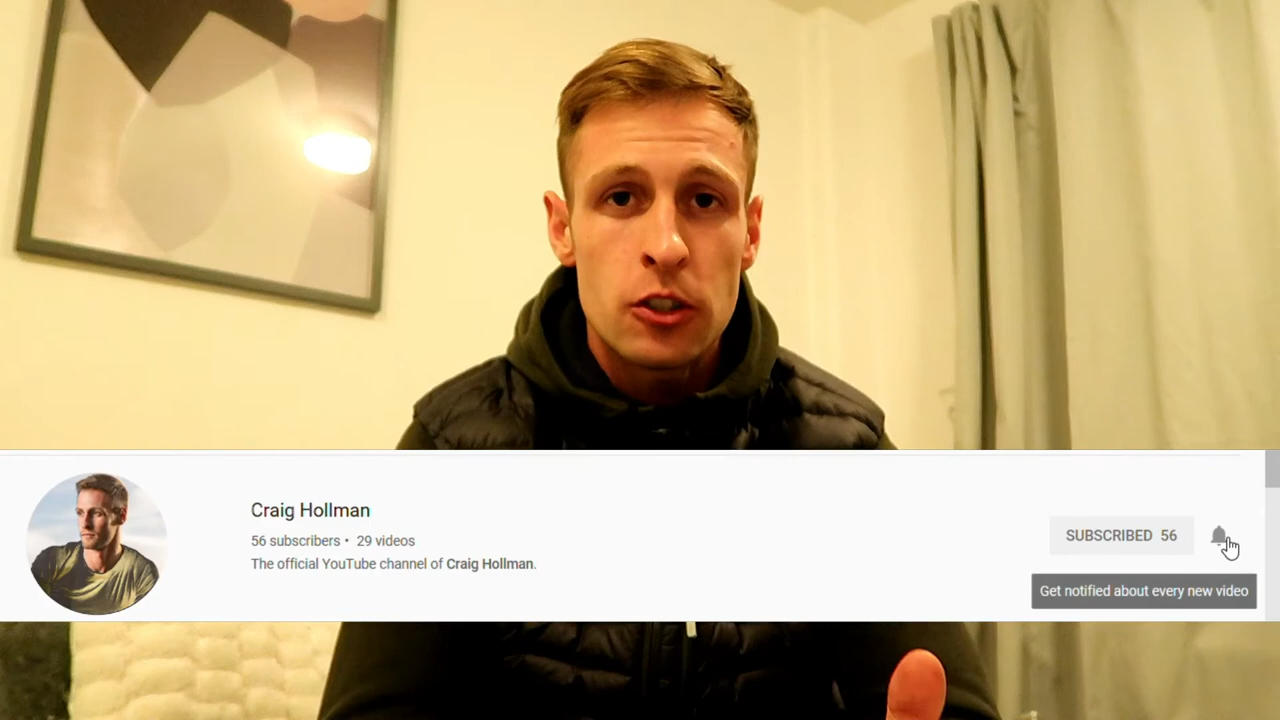 Craig Hollman
56 subscribers • 29 videos
The official YouTube channel of Craig Hollman.
SUBSCRIBED 56
Get notified about every new video